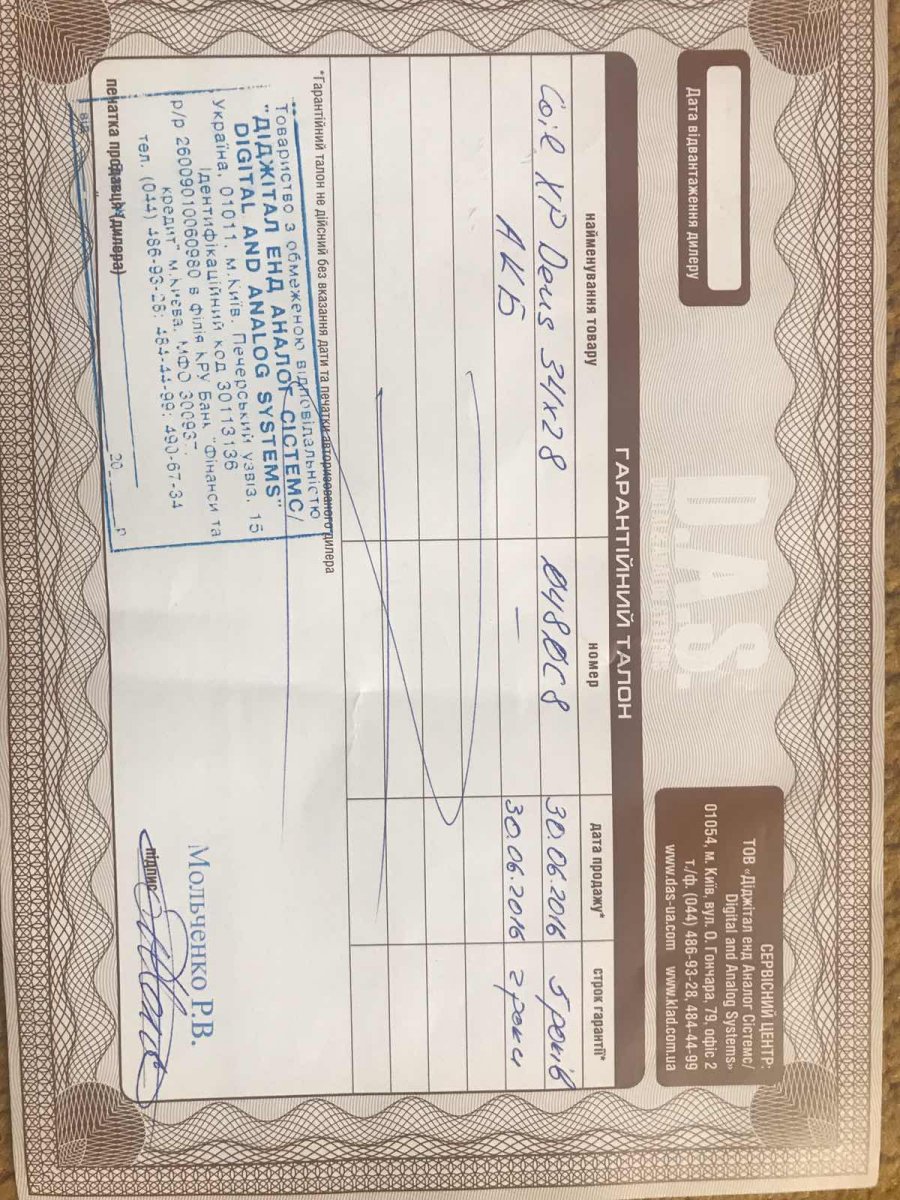 Дата відвантаження дилеру
D.A.S.
СЕРВІСНИЙ ЦЕНТР:
ТОВ «Діджітал енд Аналог Сістемс/
Digital and Analog Systems»
01054, м. Київ, вул. О. Гончара, 79, офіс 2
т./ф. (044) 486-93-28, 484-44-99
www.das-ua.com www.klad.com.ua
ГАРАНТІЙНИЙ ТАЛОН
найменування товару номер дата продажу* строк гарантії*
Coil XP Deus 34x28 0480C8 30.06.2016 5 років
АКБ — 30.06.2016 2 роки
*Гарантійний талон не дійсний без вказання дати та печатки авторизованого дилера
Товариство з обмеженою відповідальністю
"ДІДЖІТАЛ ЕНД АНАЛОГ СІСТЕМС/
DIGITAL AND ANALOG SYSTEMS"
Україна, 01011, м.Київ, Печерський узвіз, 15
Ідентифікаційний код 30113136
р/р 26009010060980 в філія КРУ Банк "Фінанси та
кредит" м.Києва, МФО 300937
тел. (044) 486-93-28; 484-44-99; 490-67-34
Мольченко Р.В.
печатка продавця (дилера) 20 р. підпис